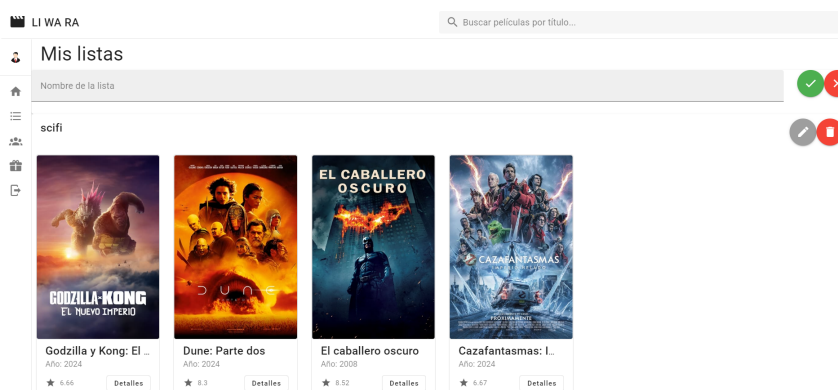 LI WA RA
Buscar películas por título...
Mis listas
Nombre de la lista
scifi
GODZILLA-KONG
EL NUEVO IMPERIO
DUNE
EL CABALLERO
OSCURO
CAZAFANTASMAS
PRÓXIMAMENTE
Godzilla y Kong: El ...
Dune: Parte dos
El caballero oscuro
Cazafantasmas: I...
Año: 2024
Año: 2024
Año: 2008
Año: 2024
6.66
Detalles
8.3
Detalles
8.52
Detalles
6.67
Detalles